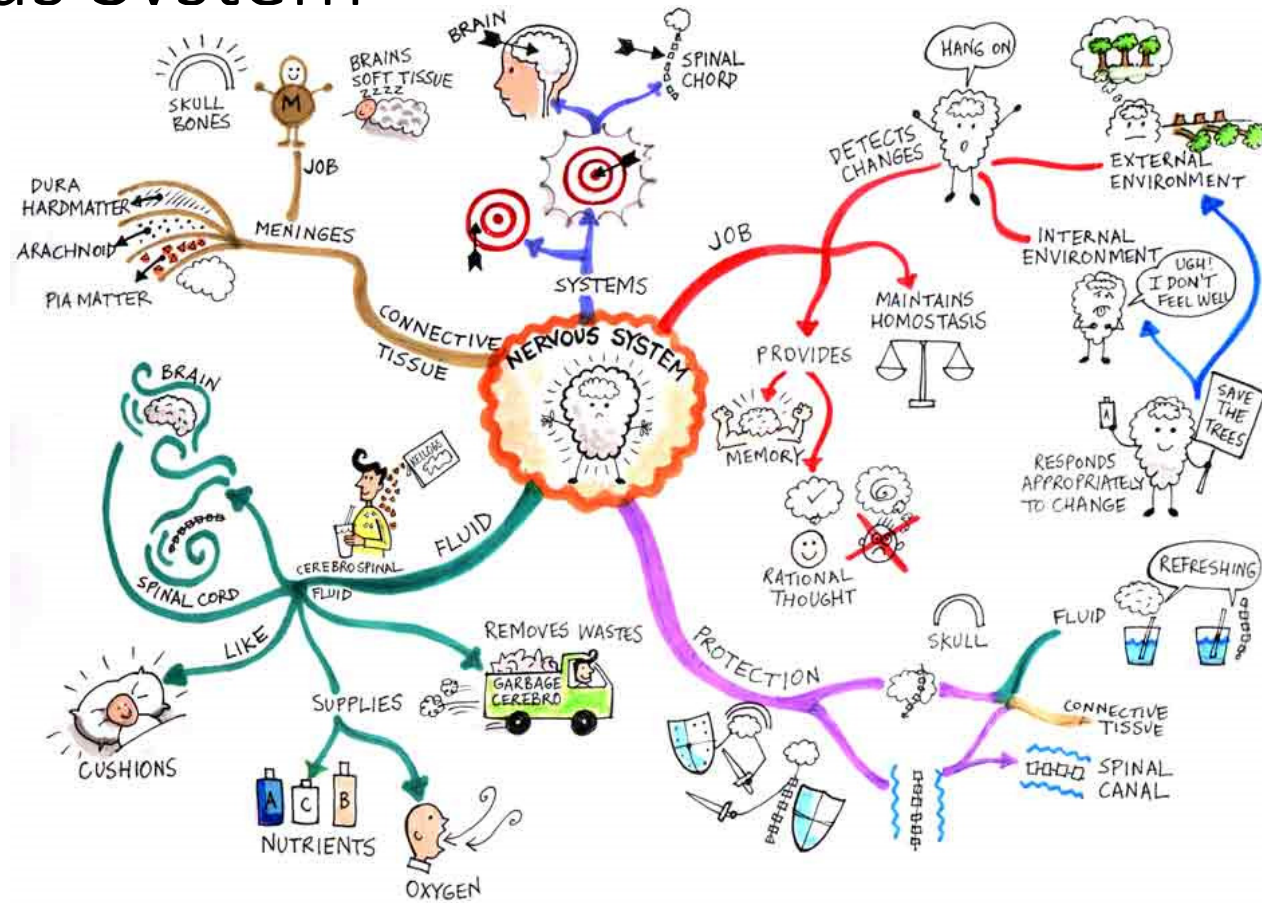 us System
SKULL
BONES
M
JOB
BRAINS
SOFT TISSUE
ZZZZ
DURA
HARDMATTER
ARACHNOID
PIA MATTER
MENINGES
CONNECTIVE
TISSUE
BRAIN
SPINAL
CHORD
SYSTEMS
NERVOUS SYSTEM
JOB
DETECTS
CHANGES
HANG ON
EXTERNAL
ENVIRONMENT
INTERNAL
ENVIRONMENT
UGH!
I DON'T
FEEL WELL
MAINTAINS
HOMOSTASIS
PROVIDES
MEMORY
RATIONAL
THOUGHT
A
SAVE
THE
TREES
RESPONDS
APPROPRIATELY
TO CHANGE
BRAIN
SPINAL CORD
FLUID
CEREBROSPINAL
FLUID
LIKE
CUSHIONS
SUPPLIES
A
C
B
NUTRIENTS
OXYGEN
REMOVES WASTES
GARBAGE
CEREBRO
PROTECTION
SKULL
FLUID
REFRESHING
CONNECTIVE
TISSUE
SPINAL
CANAL